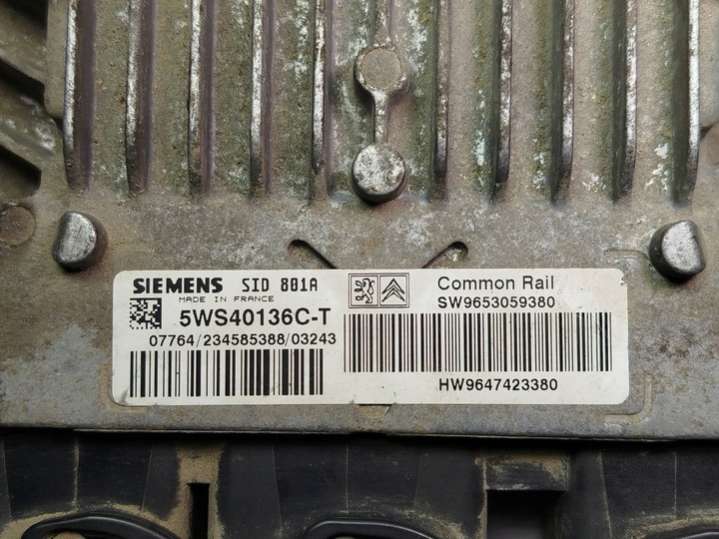 SIEMENS SID 801A
MADE IN FRANCE
5WS40136C-T
07764/234585388/03243
Common Rail
SW9653059380
HW9647423380